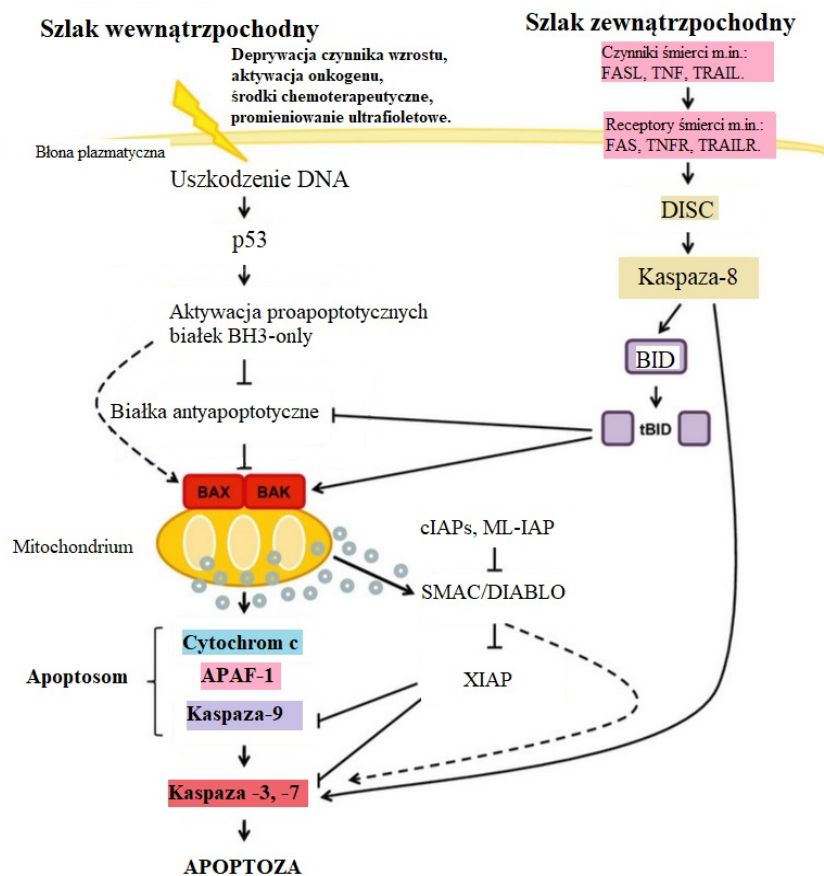 Szlak wewnątrzpochodny
Deprywacja czynnika wzrostu,
aktywacja onkogenu,
środki chemoterapeutyczne,
promieniowanie ultrafioletowe.
Błona plazmatyczna
Uszkodzenie DNA
p53
Aktywacja proapoptotycznych
białek BH3-only
Białka antyapoptotyczne
BAX BAK
Mitochondrium
Szlak zewnątrzpochodny
Czynniki śmierci m.in.:
FASL, TNF, TRAIL.
Receptory śmierci m.in.:
FAS, TNFR, TRAILR.
DISC
Kaspaza-8
BID
tBID
cIAPs, ML-IAP
SMAC/DIABLO
XIAP
Apoptosom
Cytochrom c
APAF-1
Kaspaza-9
Kaspaza -3, -7
APOPTOZA